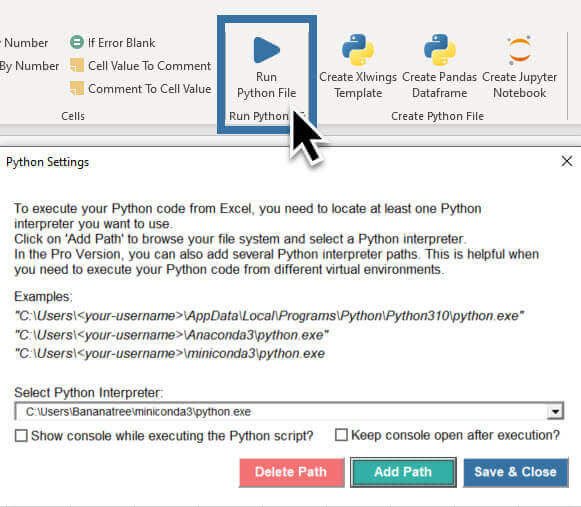 y Number
If Error Blank
Run
Python File
Create Xlwings
Template
Create Pandas
Dataframe
Create Jupyter
Notebook
By Number
Cell Value To Comment
Comment To Cell Value
Cells
Run Python
Create Python File
Python Settings
To execute your Python code from Excel, you need to locate at least one Python
interpreter you want to use.
Click on 'Add Path' to browse your file system and select a Python interpreter.
In the Pro Version, you can also add several Python interpreter paths. This is helpful when
you need to execute your Python code from different virtual environments.
Examples:
"C:\Users\<your-username>\AppData\Local\Programs\Python\Python310\python.exe"
"C:\Users\<your-username>\Anaconda3\python.exe"
"C:\Users\<your-username>\miniconda3\python.exe
Select Python Interpreter:
C:\Users\Bananatree\miniconda3\python.exe
Show console while executing the Python script?
Keep console open after execution?
Delete Path
Add Path
Save & Close